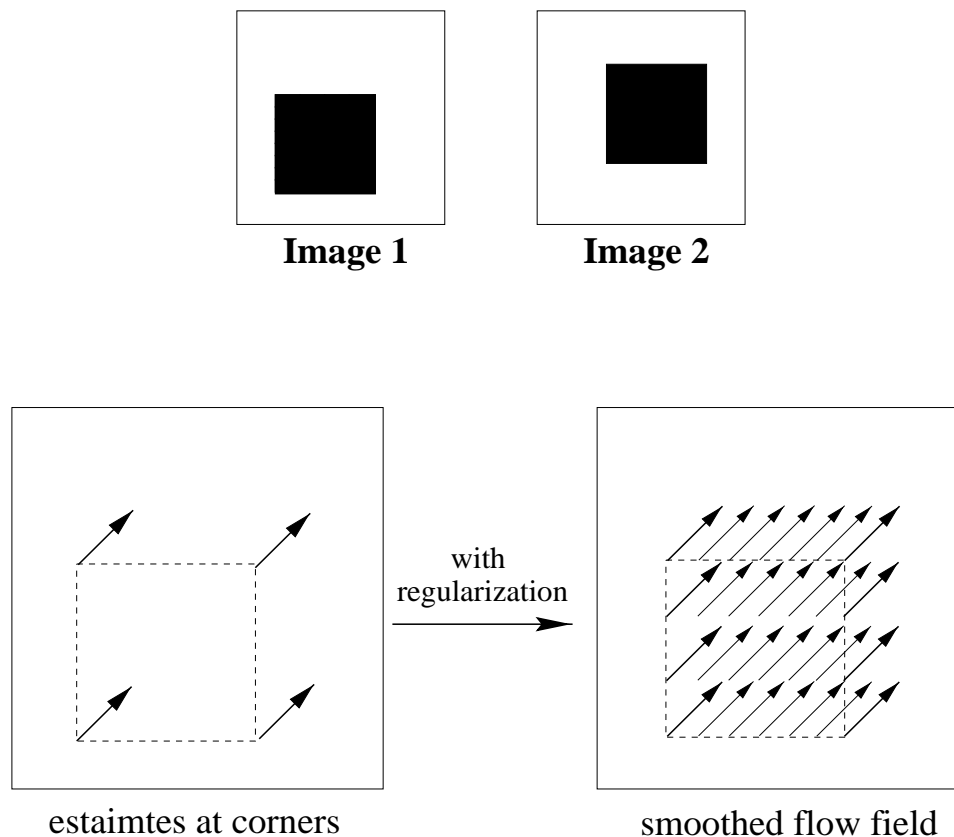 Image 1
Image 2
with
regularization
estaimtes at corners
smoothed flow field